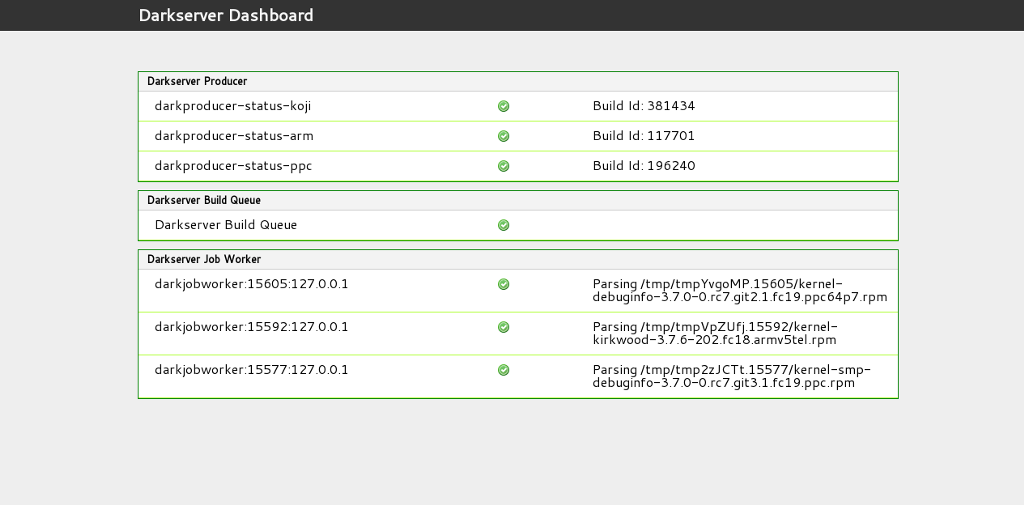 Darkserver Dashboard
Darkserver Producer
darkproducer-status-koji Build Id: 381434
darkproducer-status-arm Build Id: 117701
darkproducer-status-ppc Build Id: 196240
Darkserver Build Queue
Darkserver Build Queue
Darkserver Job Worker
darkjobworker:15605:127.0.0.1 Parsing /tmp/tmpYvgoMP.15605/kernel-
debuginfo-3.7.0-0.rc7.git2.1.fc19.ppc64p7.rpm
darkjobworker:15592:127.0.0.1 Parsing /tmp/tmpVpZUfj.15592/kernel-
kirkwood-3.7.6-202.fc18.armv5tel.rpm
darkjobworker:15577:127.0.0.1 Parsing /tmp/tmp2zJCTt.15577/kernel-smp-
debuginfo-3.7.0-0.rc7.git3.1.fc19.ppc.rpm